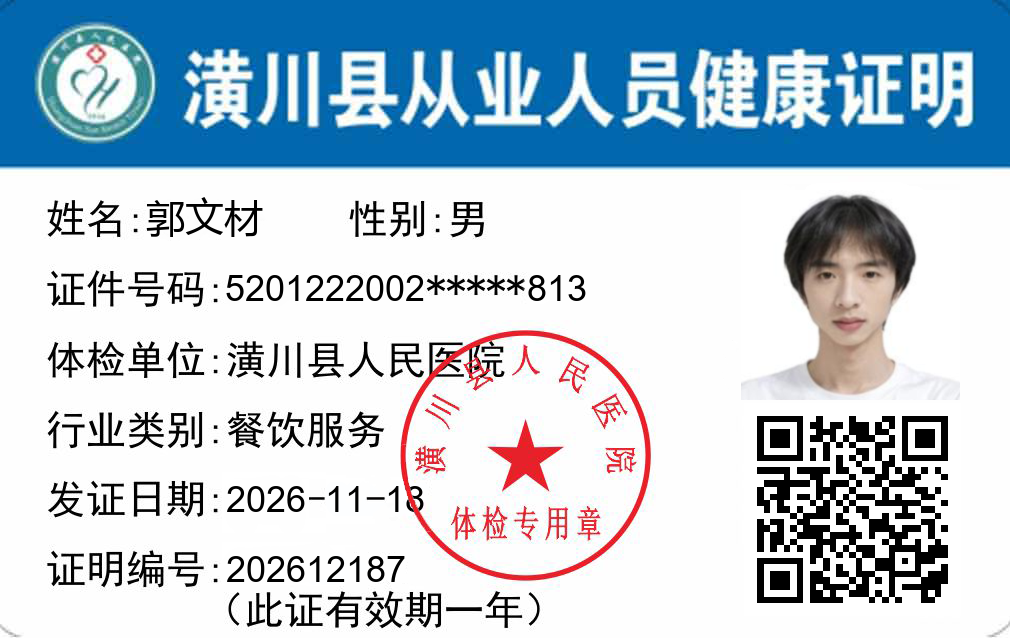 潢川县从业人员健康证明
姓名:郭文材 性别:男
证件号码:5201222002*****813
体检单位:潢川县人民医院
行业类别:餐饮服务
发证日期:2026-11-18
证明编号:202612187
（此证有效期一年）
潢川县人民医院
体检专用章